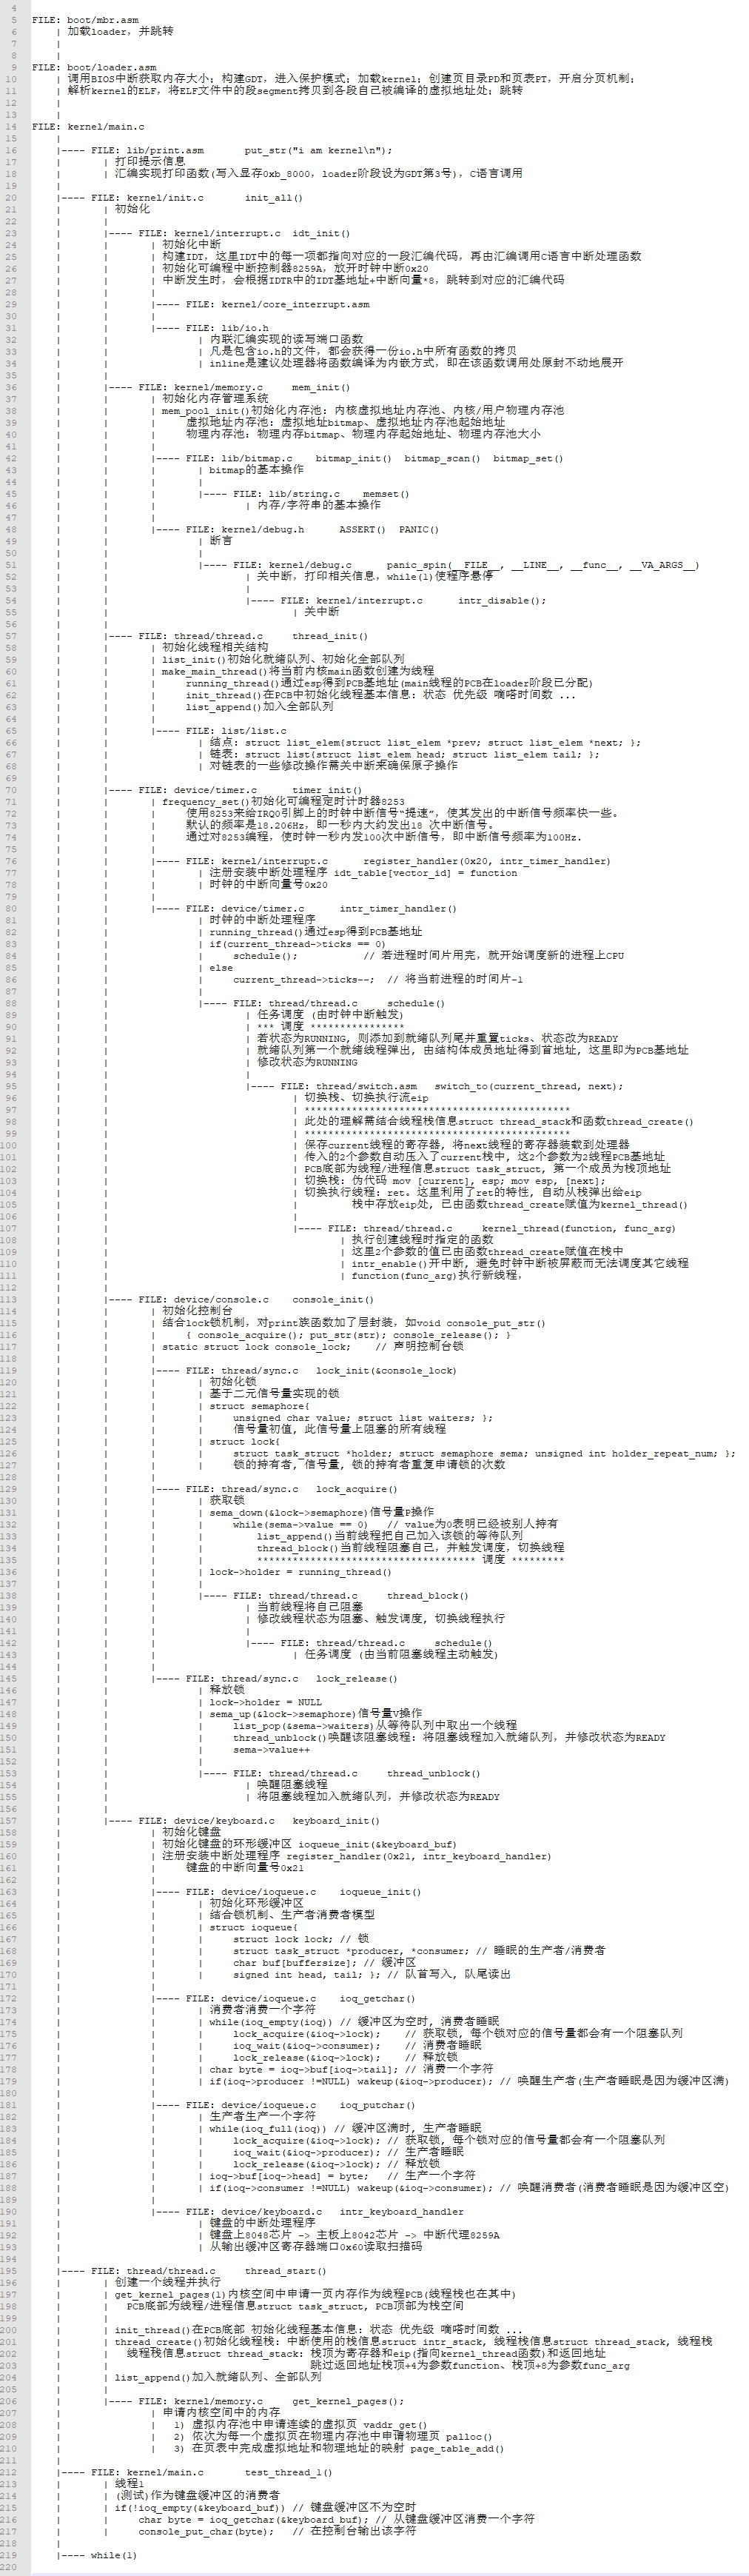 4
5 FILE: boot/mbr.asm
6 | 加载loader, 并跳转
7 |
8 |
9 FILE: boot/loader.asm
10 | 调用BIOS中断获取内存大小; 构建GDT, 进入保护模式; 加载kernel; 创建页目录PD和页表PT, 开启分页机制;
11 | 解析kernel的ELF, 将ELF文件中的段segment拷贝到各段自己被编译的虚拟地址处; 跳转
12 |
13 |
14 FILE: kernel/main.c
15 |
16 |---- FILE: lib/print.asm put_str("i am kernel\n");
17 | | 打印提示信息
18 | | 汇编实现打印函数(写入显存0xb_8000, loader阶段设为GDT第3号), C语言调用
19 |
20 |---- FILE: kernel/init.c init_all()
21 | | 初始化
22 | |
23 | |---- FILE: kernel/interrupt.c idt_init()
24 | | | 初始化中断
25 | | | 构建IDT, 这里IDT中的每一项都指向对应的一段汇编代码, 再由汇编调用C语言中断处理函数
26 | | | 初始化可编程中断控制器8259A, 放开时钟中断0x20
27 | | | 中断发生时, 会根据IDTR中的IDT基地址+中断向量*8, 跳转到对应的汇编代码
28 | | |
29 | | |---- FILE: kernel/core_interrupt.asm
30 | | |
31 | | |---- FILE: lib/io.h
32 | | | 内联汇编实现的读写端口函数
33 | | | 凡是包含io.h的文件, 都会获得一份io.h中所有函数的拷贝
34 | | | inline是建议处理器将函数编译为内嵌方式, 即在该函数调用处原封不动地展开
35 | |
36 | |---- FILE: kernel/memory.c mem_init()
37 | | | 初始化内存管理系统
38 | | | mem_pool_init()初始化内存池: 内核虚拟地址内存池、内核/用户物理内存池
39 | | | 虚拟地址内存池: 虚拟地址bitmap、虚拟地址内存池起始地址
40 | | | 物理内存池: 物理内存bitmap、物理内存起始地址、物理内存池大小
41 | | |
42 | | |---- FILE: lib/bitmap.c bitmap_init() bitmap_scan() bitmap_set()
43 | | | | bitmap的基本操作
44 | | | |
45 | | | |---- FILE: lib/string.c memset()
46 | | | | 内存/字符串的基本操作
47 | | |
48 | | |---- FILE: kernel/debug.h ASSERT() PANIC()
49 | | | 断言
50 | | |
51 | | |---- FILE: kernel/debug.c panic_spin(__FILE__, __LINE__, __func__, __VA_ARGS__)
52 | | | 关中断, 打印相关信息, while(1)使程序悬停
53 | | |
54 | | |---- FILE: kernel/interrupt.c intr_disable();
55 | | | 关中断
56 | |
57 | |---- FILE: thread/thread.c thread_init()
58 | | | 初始化线程相关结构
59 | | | list_init()初始化就绪队列、初始化全部队列
60 | | | make_main_thread()将当前内核main函数创建为线程
61 | | | running_thread()通过esp得到PCB基地址(main线程的PCB在loader阶段已分配)
62 | | | init_thread()在PCB中初始化线程基本信息: 状态 优先级 嘀嗒时间数 ...
63 | | | list_append()加入全部队列
64 | | |
65 | | |---- FILE: list/list.c
66 | | | 结点: struct list_elem{struct list_elem *prev; struct list_elem *next; };
67 | | | 链表: struct list{struct list_elem head; struct list_elem tail; };
68 | | | 对链表的一些修改操作需关中断来确保原子操作
69 | |
70 | |---- FILE: device/timer.c timer_init()
71 | | | frequency_set()初始化可编程定时计时器8253
72 | | | 使用8253来给IRQ0引脚上的时钟中断信号“提速”, 使其发出的中断信号频率快一些。
73 | | | 默认的频率是18.206Hz, 即一秒内大约发出18 次中断信号。
74 | | | 通过对8253编程, 使时钟一秒内发100次中断信号, 即中断信号频率为100Hz.
75 | | |
76 | | |---- FILE: kernel/interrupt.c register_handler(0x20, intr_timer_handler)
77 | | | | 注册安装中断处理程序 idt_table[vector_id] = function
78 | | | | 时钟的中断向量号0x20
79 | | |
80 | | |---- FILE: device/timer.c intr_timer_handler()
81 | | | 时钟的中断处理程序
82 | | | running_thread()通过esp得到PCB基地址
83 | | | if(current_thread->ticks == 0)
84 | | | schedule(); // 若进程时间片用完, 就开始调度新的进程上CPU
85 | | | else
86 | | | current_thread->ticks--; // 将当前进程的时间片-1
87 | | |
88 | | |---- FILE: thread/thread.c schedule()
89 | | | 任务调度 (由时钟中断触发)
90 | | | *** 调度 ****************
91 | | | 若状态为RUNNING, 则添加到就绪队列尾并重置ticks、状态改为READY
92 | | | 就绪队列第一个就绪线程弹出, 由结构体成员地址得到首地址, 这里即为PCB基地址
93 | | | 修改状态为RUNNING
94 | | |
95 | | |---- FILE: thread/switch.asm switch_to(current_thread, next);
96 | | | 切换栈、切换执行流eip
97 | | | *********************************************
98 | | | 此处的理解需结合线程栈信息struct thread_stack和函数thread_create()
99 | | | *********************************************
100 | | | 保存current线程的寄存器, 将next线程的寄存器装载到处理器
101 | | | 传入的2个参数自动压入了current栈中, 这2个参数为2线程PCB基地址
102 | | | PCB底部为线程/进程信息struct task_struct, 第一个成员为栈顶地址
103 | | | 切换栈: 伪代码 mov [current], esp; mov esp, [next];
104 | | | 切换执行线程: ret。这里利用了ret的特性, 自动从栈弹出给eip
105 | | | 栈中存放eip处, 已由函数thread_create赋值为kernel_thread()
106 | | |
107 | | |---- FILE: thread/thread.c kernel_thread(function, func_arg)
108 | | | 执行创建线程时指定的函数
109 | | | 这里2个参数的值已由函数thread_create赋值在栈中
110 | | | intr_enable()开中断, 避免时钟中断被屏蔽而无法调度其它线程
111 | | | function(func_arg)执行新线程,
112 | |
113 | |---- FILE: device/console.c console_init()
114 | | | 初始化控制台
115 | | | 结合lock锁机制, 对print族函数加了层封装, 如void console_put_str()
116 | | | { console_acquire(); put_str(str); console_release(); }
117 | | | static struct lock console_lock; // 声明控制台锁
118 | | |
119 | | |---- FILE: thread/sync.c lock_init(&console_lock)
120 | | | | 初始化锁
121 | | | | 基于二元信号量实现的锁
122 | | | | struct semaphore{
123 | | | | unsigned char value; struct list waiters; };
124 | | | | 信号量初值, 此信号量上阻塞的所有线程
125 | | | | struct lock{
126 | | | | struct task_struct *holder; struct semaphore sema; unsigned int holder_repeat_num; };
127 | | | | 锁的持有者, 信号量, 锁的持有者重复申请锁的次数
128 | | |
129 | | |---- FILE: thread/sync.c lock_acquire()
130 | | | | 获取锁
131 | | | | sema_down(&lock->semaphore)信号量P操作
132 | | | | while(sema->value == 0) // value为0表明已经被别人持有
133 | | | | list_append()当前线程把自己加入该锁的等待队列
134 | | | | thread_block()当前线程阻塞自己, 并触发调度, 切换线程
135 | | | | ************************************* 调度 *********
136 | | | | lock->holder = running_thread()
137 | | | |
138 | | | |---- FILE: thread/thread.c thread_block()
139 | | | | 当前线程将自己阻塞
140 | | | | 修改线程状态为阻塞、触发调度, 切换线程执行
141 | | | |
142 | | | |---- FILE: thread/thread.c schedule()
143 | | | | 任务调度 (由当前阻塞线程主动触发)
144 | | |
145 | | |---- FILE: thread/sync.c lock_release()
146 | | | 释放锁
147 | | | lock->holder = NULL
148 | | | sema_up(&lock->semaphore)信号量V操作
149 | | | list_pop(&sema->waiters)从等待队列中取出一个线程
150 | | | thread_unblock()唤醒该阻塞线程: 将阻塞线程加入就绪队列, 并修改状态为READY
151 | | | sema->value++
152 | | |
153 | | |---- FILE: thread/thread.c thread_unblock()
154 | | | 唤醒阻塞线程
155 | | | 将阻塞线程加入就绪队列, 并修改状态为READY
156 | |
157 | |---- FILE: device/keyboard.c keyboard_init()
158 | | 初始化键盘
159 | | 初始化键盘的环形缓冲区 ioqueue_init(&keyboard_buf)
160 | | 注册安装中断处理程序 register_handler(0x21, intr_keyboard_handler)
161 | | 键盘的中断向量号0x21
162 | |
163 | |---- FILE: device/ioqueue.c ioqueue_init()
164 | | | 初始化环形缓冲区
165 | | | 结合锁机制、生产者消费者模型
166 | | | struct ioqueue{
167 | | | struct lock lock; // 锁
168 | | | struct task_struct *producer, *consumer; // 睡眠的生产者/消费者
169 | | | char buf[buffersize]; // 缓冲区
170 | | | signed int head, tail; }; // 队首写入, 队尾读出
171 | |
172 | |---- FILE: device/ioqueue.c ioq_getchar()
173 | | | 消费者消费一个字符
174 | | | while(ioq_empty(ioq)) // 缓冲区为空时, 消费者睡眠
175 | | | lock_acquire(&ioq->lock); // 获取锁, 每个锁对应的信号量都会有一个阻塞队列
176 | | | ioq_wait(&ioq->consumer); // 消费者睡眠
177 | | | lock_release(&ioq->lock); // 释放锁
178 | | | char byte = ioq->buf[ioq->tail]; // 消费一个字符
179 | | | if(ioq->producer !=NULL) wakeup(&ioq->producer); // 唤醒生产者(生产者睡眠是因为缓冲区满)
180 | |
181 | |---- FILE: device/ioqueue.c ioq_putchar()
182 | | | 生产者生产一个字符
183 | | | while(ioq_full(ioq)) // 缓冲区满时, 生产者睡眠
184 | | | lock_acquire(&ioq->lock); // 获取锁, 每个锁对应的信号量都会有一个阻塞队列
185 | | | ioq_wait(&ioq->producer); // 生产者睡眠
186 | | | lock_release(&ioq->lock); // 释放锁
187 | | | ioq->buf[ioq->head] = byte; // 生产一个字符
188 | | | if(ioq->consumer !=NULL) wakeup(&ioq->consumer); // 唤醒消费者(消费者睡眠是因为缓冲区空)
189 | |
190 | |---- FILE: device/keyboard.c intr_keyboard_handler
191 | | 键盘的中断处理程序
192 | | 键盘上8048芯片 -> 主板上8042芯片 -> 中断代理8259A
193 | | 从输出缓冲区寄存器端口0x60读取扫描码
194 |
195 |---- FILE: thread/thread.c thread_start()
196 | | 创建一个线程并执行
197 | | get_kernel_pages(1)内核空间中申请一页内存作为线程PCB(线程栈也在其中)
198 | | PCB底部为线程/进程信息struct task_struct, PCB顶部为栈空间
199 | |
200 | | init_thread()在PCB底部 初始化线程基本信息: 状态 优先级 嘀嗒时间数 ...
201 | | thread_create()初始化线程栈: 中断使用的栈信息struct intr_stack, 线程栈信息struct thread_stack, 线程栈
202 | | 线程栈信息struct thread_stack: 栈顶为寄存器和eip(指向kernel_thread函数)和返回地址
203 | | 跳过返回地址栈顶+4为参数function、栈顶+8为参数func_arg
204 | | list_append()加入就绪队列、全部队列
205 | |
206 | |---- FILE: kernel/memory.c get_kernel_pages();
207 | | 申请内核空间中的内存
208 | | 1) 虚拟内存池中申请连续的虚拟页 vaddr_get()
209 | | 2) 依次为每一个虚拟页在物理内存池中申请物理页 palloc()
210 | | 3) 在页表中完成虚拟地址和物理地址的映射 page_table_add()
211 |
212 |---- FILE: kernel/main.c test_thread_1()
213 | | 线程1
214 | | (测试)作为键盘缓冲区的消费者
215 | | if(!ioq_empty(&keyboard_buf)) // 键盘缓冲区不为空时
216 | | char byte = ioq_getchar(&keyboard_buf); // 从键盘缓冲区消费一个字符
217 | | console_put_char(byte); // 在控制台输出该字符
218 |
219 |---- while(1)
220